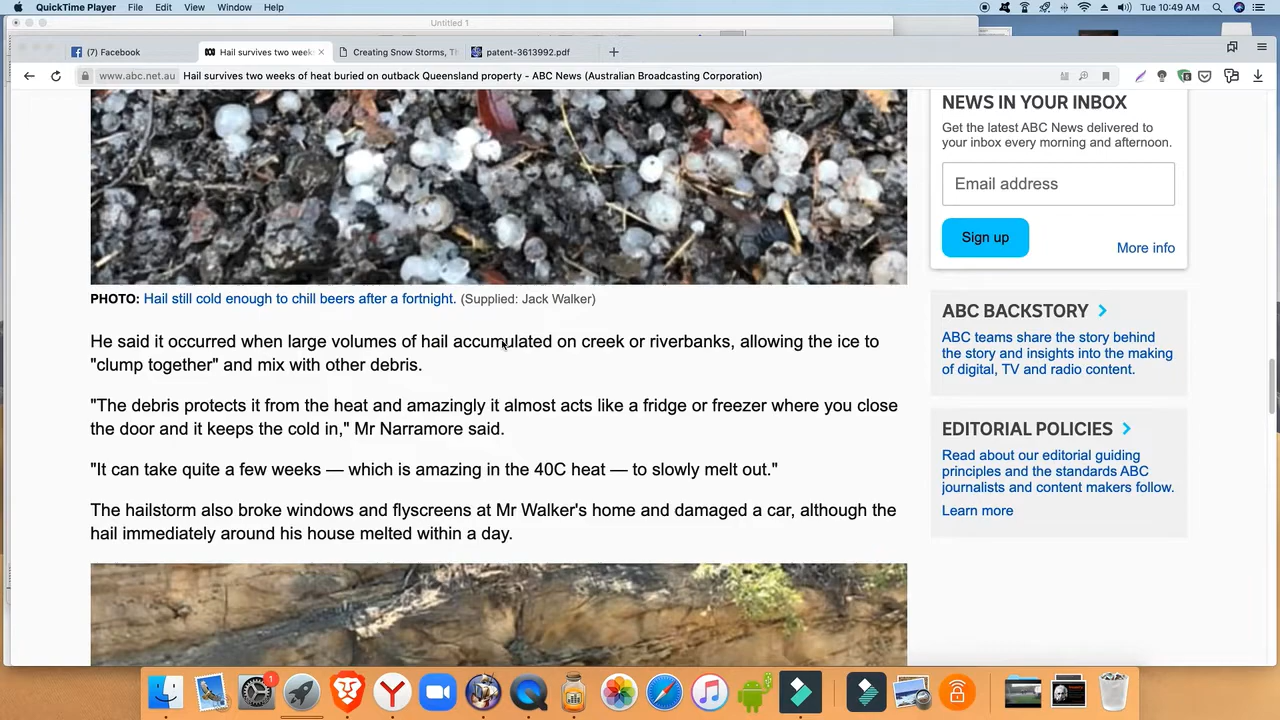 QuickTime Player File Edit View Window Help Tue 10:49 AM
Untitled 1
(7) Facebook Hail survives two week Creating Snow Storms, Th patent-3613992.pdf
www.abc.net.au Hail survives two weeks of heat buried on outback Queensland property - ABC News (Australian Broadcasting Corporation)
PHOTO: Hail still cold enough to chill beers after a fortnight. (Supplied: Jack Walker)
He said it occurred when large volumes of hail accumulated on creek or riverbanks, allowing the ice to
"clump together" and mix with other debris.
"The debris protects it from the heat and amazingly it almost acts like a fridge or freezer where you close
the door and it keeps the cold in," Mr Narramore said.
"It can take quite a few weeks — which is amazing in the 40C heat — to slowly melt out."
The hailstorm also broke windows and flyscreens at Mr Walker's home and damaged a car, although the
hail immediately around his house melted within a day.
NEWS IN YOUR INBOX
Get the latest ABC News delivered to
your inbox every morning and afternoon.
Email address
Sign up
More info
ABC BACKSTORY
ABC teams share the story behind
the story and insights into the making
of digital, TV and radio content.
EDITORIAL POLICIES
Read about our editorial guiding
principles and the standards ABC
journalists and content makers follow.
Learn more
1